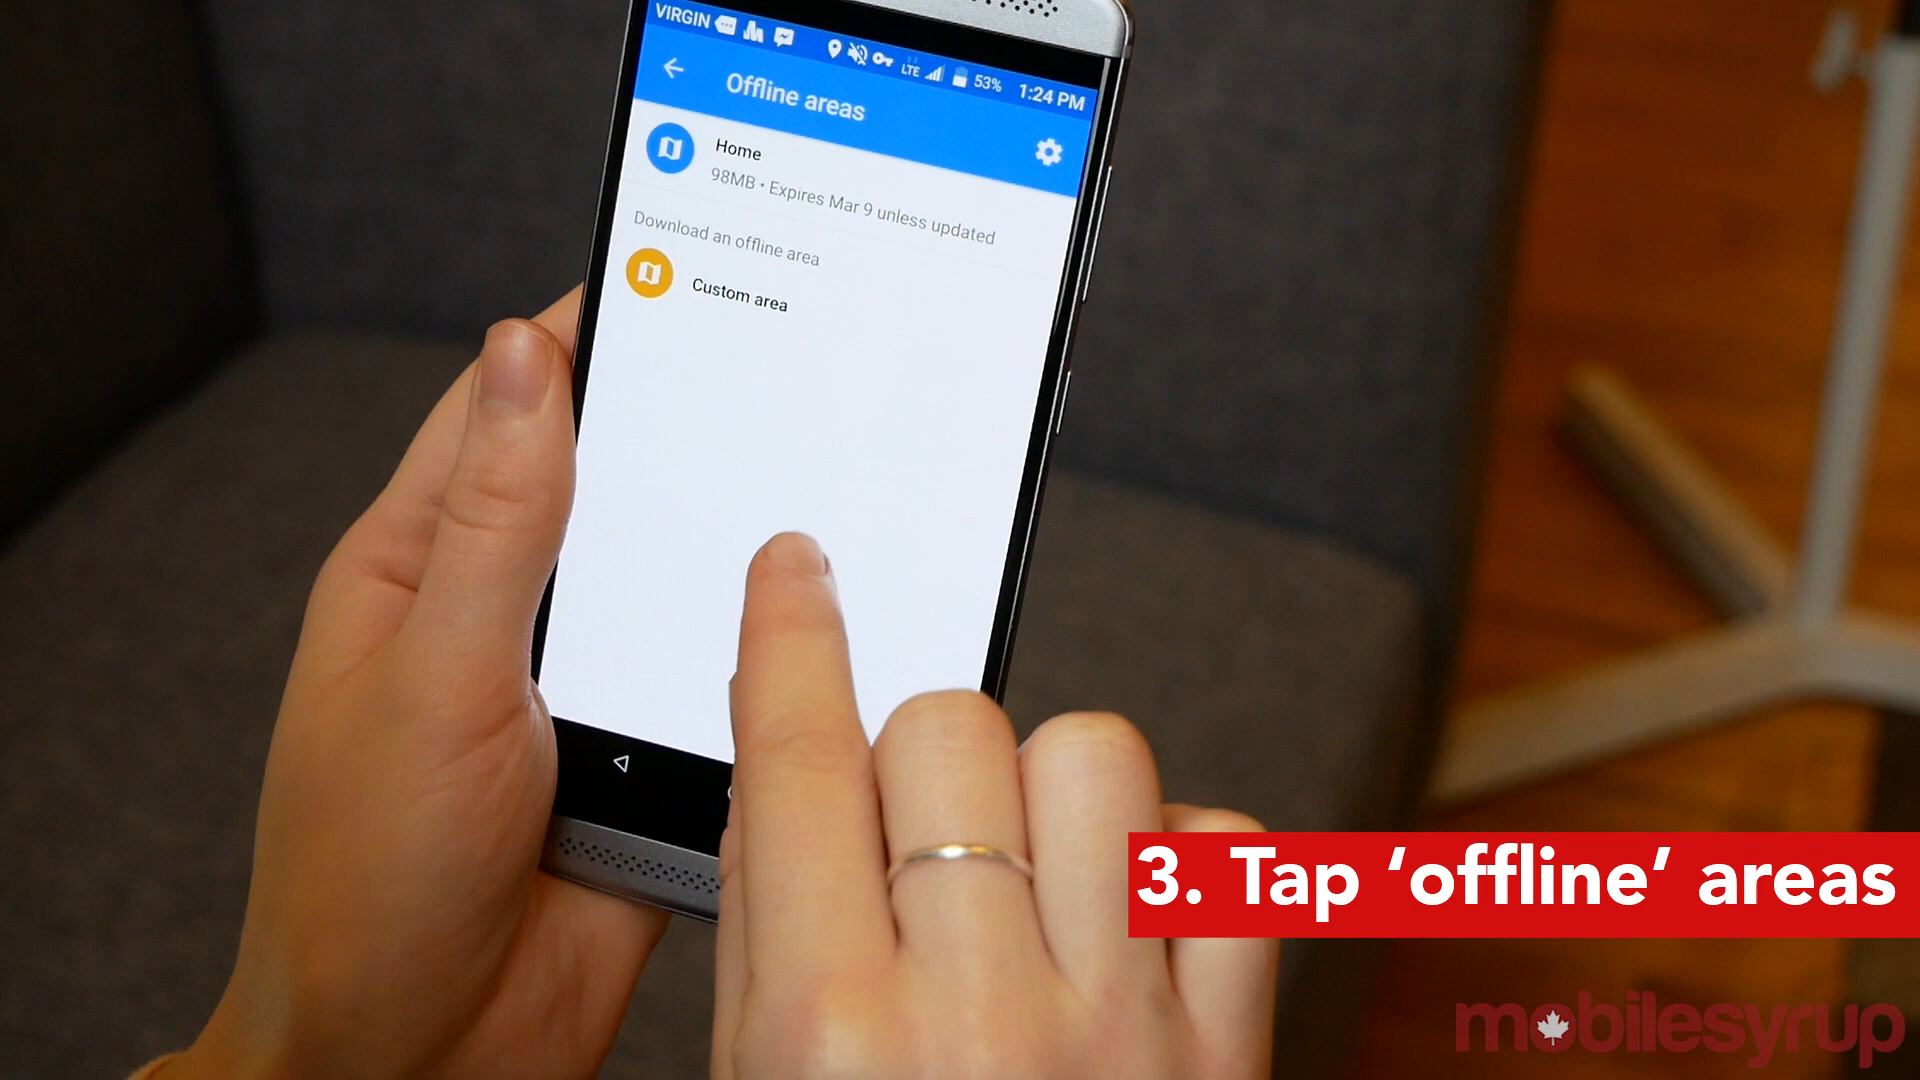 VIRGIN LTE 53% 1:24 PM
Offline areas
Home
98MB • Expires Mar 9 unless updated
Download an offline area
Custom area
3. Tap ‘offline’ areas
mobilesyrup